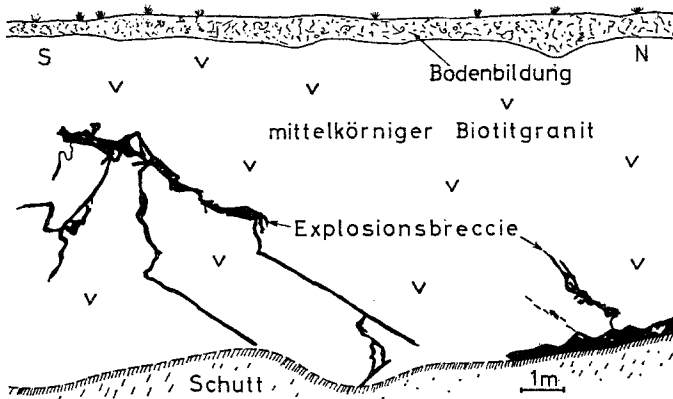 S
N
Bodenbildung
mittelkörniger Biotitgranit
Explosionsbreccie
Schutt
1m